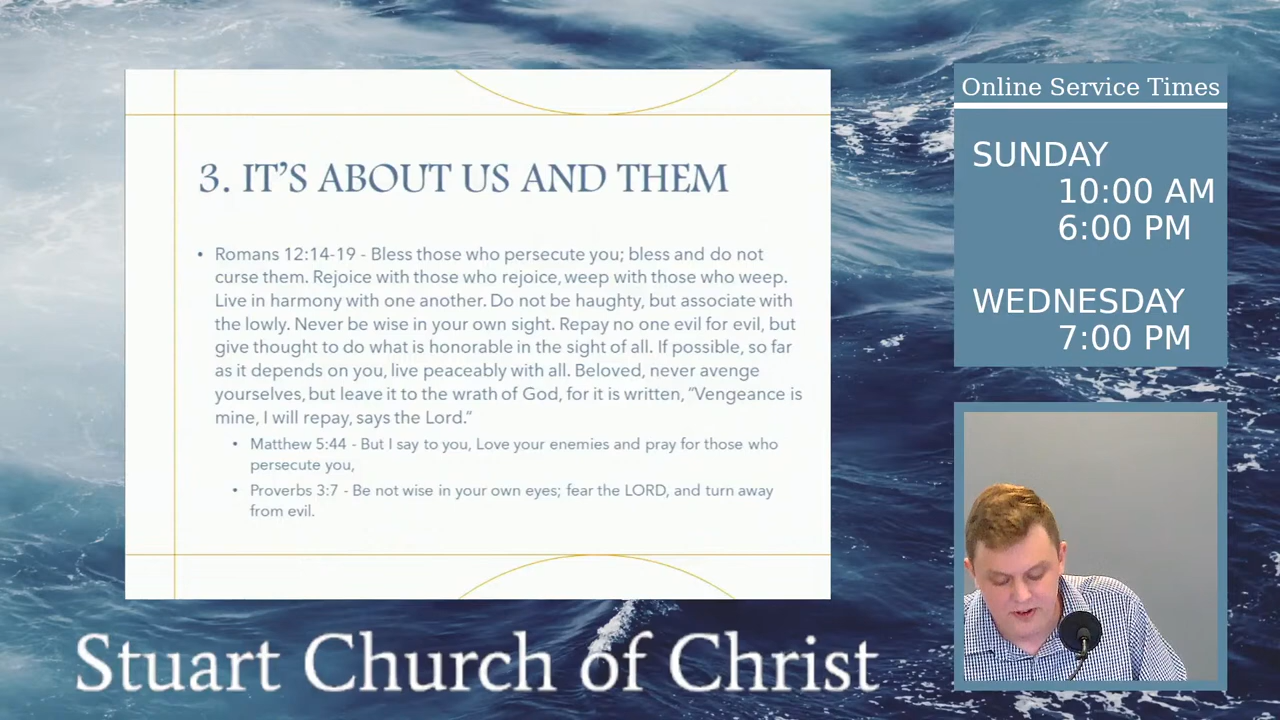 3. IT'S ABOUT US AND THEM
• Romans 12:14-19 - Bless those who persecute you; bless and do not
curse them. Rejoice with those who rejoice, weep with those who weep.
Live in harmony with one another. Do not be haughty, but associate with
the lowly. Never be wise in your own sight. Repay no one evil for evil, but
give thought to do what is honorable in the sight of all. If possible, so far
as it depends on you, live peaceably with all. Beloved, never avenge
yourselves, but leave it to the wrath of God, for it is written, “Vengeance is
mine, I will repay, says the Lord.“
• Matthew 5:44 - But I say to you, Love your enemies and pray for those who
persecute you,
• Proverbs 3:7 - Be not wise in your own eyes; fear the LORD, and turn away
from evil.
Stuart Church of Christ
Online Service Times
SUNDAY
10:00 AM
6:00 PM
WEDNESDAY
7:00 PM